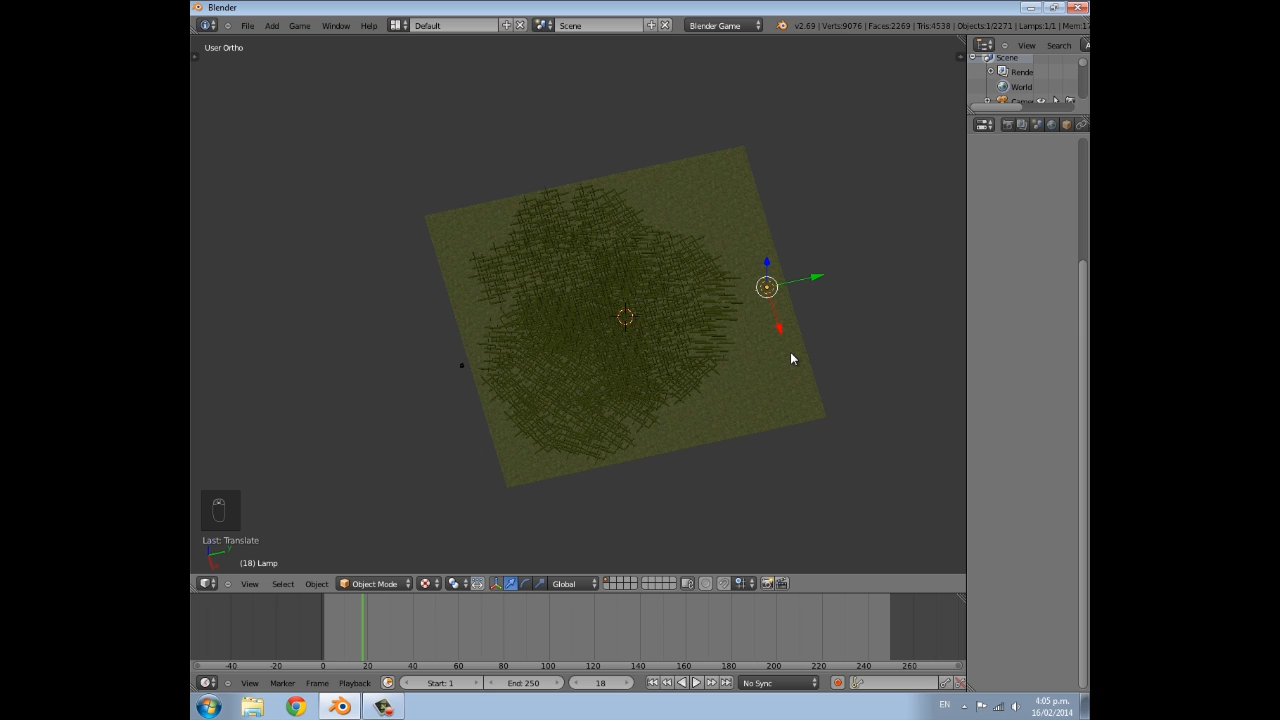 Blender
File Add Game Window Help Default Scene Blender Game v2.69 | Verts:9076 | Faces:2269 | Tris:4538 | Objects:1/2271 | Lamps:1/1 | Mem:1
User Ortho
View Search
Scene
Rende
World
Last: Translate
(18) Lamp
View Select Object Object Mode Global
-40 -20 0 20 40 60 80 100 120 140 160 180 200 220 240 260
View Marker Frame Playback Start: 1 End: 250 18 No Sync
EN 4:05 p.m.
16/02/2014